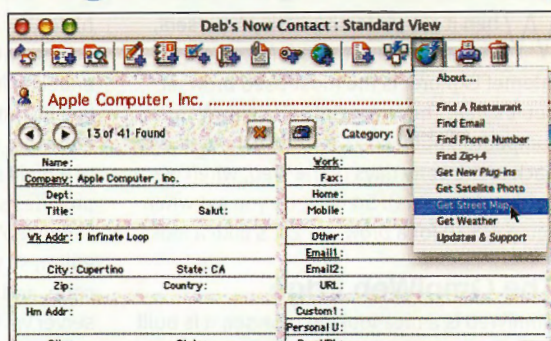 Deb's Now Contact : Standard View
Apple Computer, Inc.
13 of 41 Found
Category: V
About...
Find A Restaurant
Find Email
Find Phone Number
Find Zip+4
Get New Plug-ins
Get Satellite Photo
Get Street Map
Get Weather
Updates & Support
Name:
Company: Apple Computer, Inc.
Dept:
Title: Salut:
Wk Addr: 1 Infinate Loop
City: Cupertino State: CA
Zip: Country:
Hm Addr:
Work:
Fax:
Home:
Mobile:
Other:
Email1:
Email2:
URL:
Custom1:
Personal U: